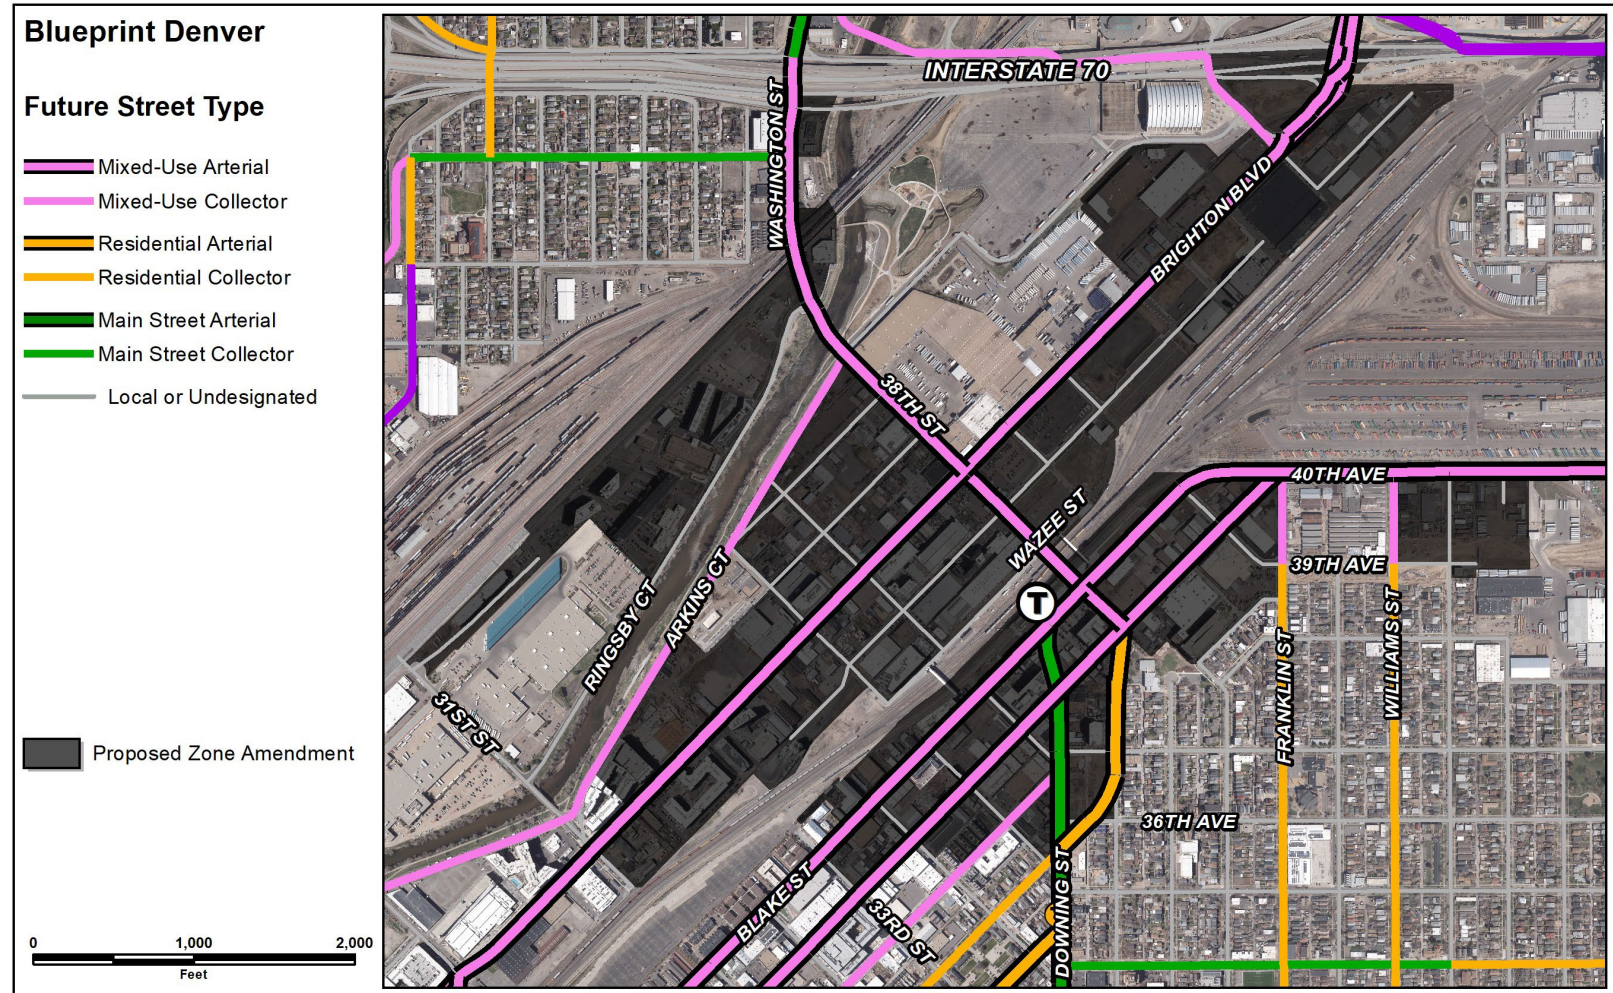 Blueprint Denver
Future Street Type
Mixed-Use Arterial
Mixed-Use Collector
Residential Arterial
Residential Collector
Main Street Arterial
Main Street Collector
Local or Undesignated
Proposed Zone Amendment
0 1,000 2,000
Feet
INTERSTATE 70
WASHINGTON ST
BRIGHTON BLVD
38TH ST
40TH AVE
WAZEE ST
39TH AVE
T
ARKINS CT
RINGSBY CT
FRANKLIN ST
WILLIAMS ST
31ST ST
36TH AVE
BLAKE ST
33RD ST
DOWNING ST